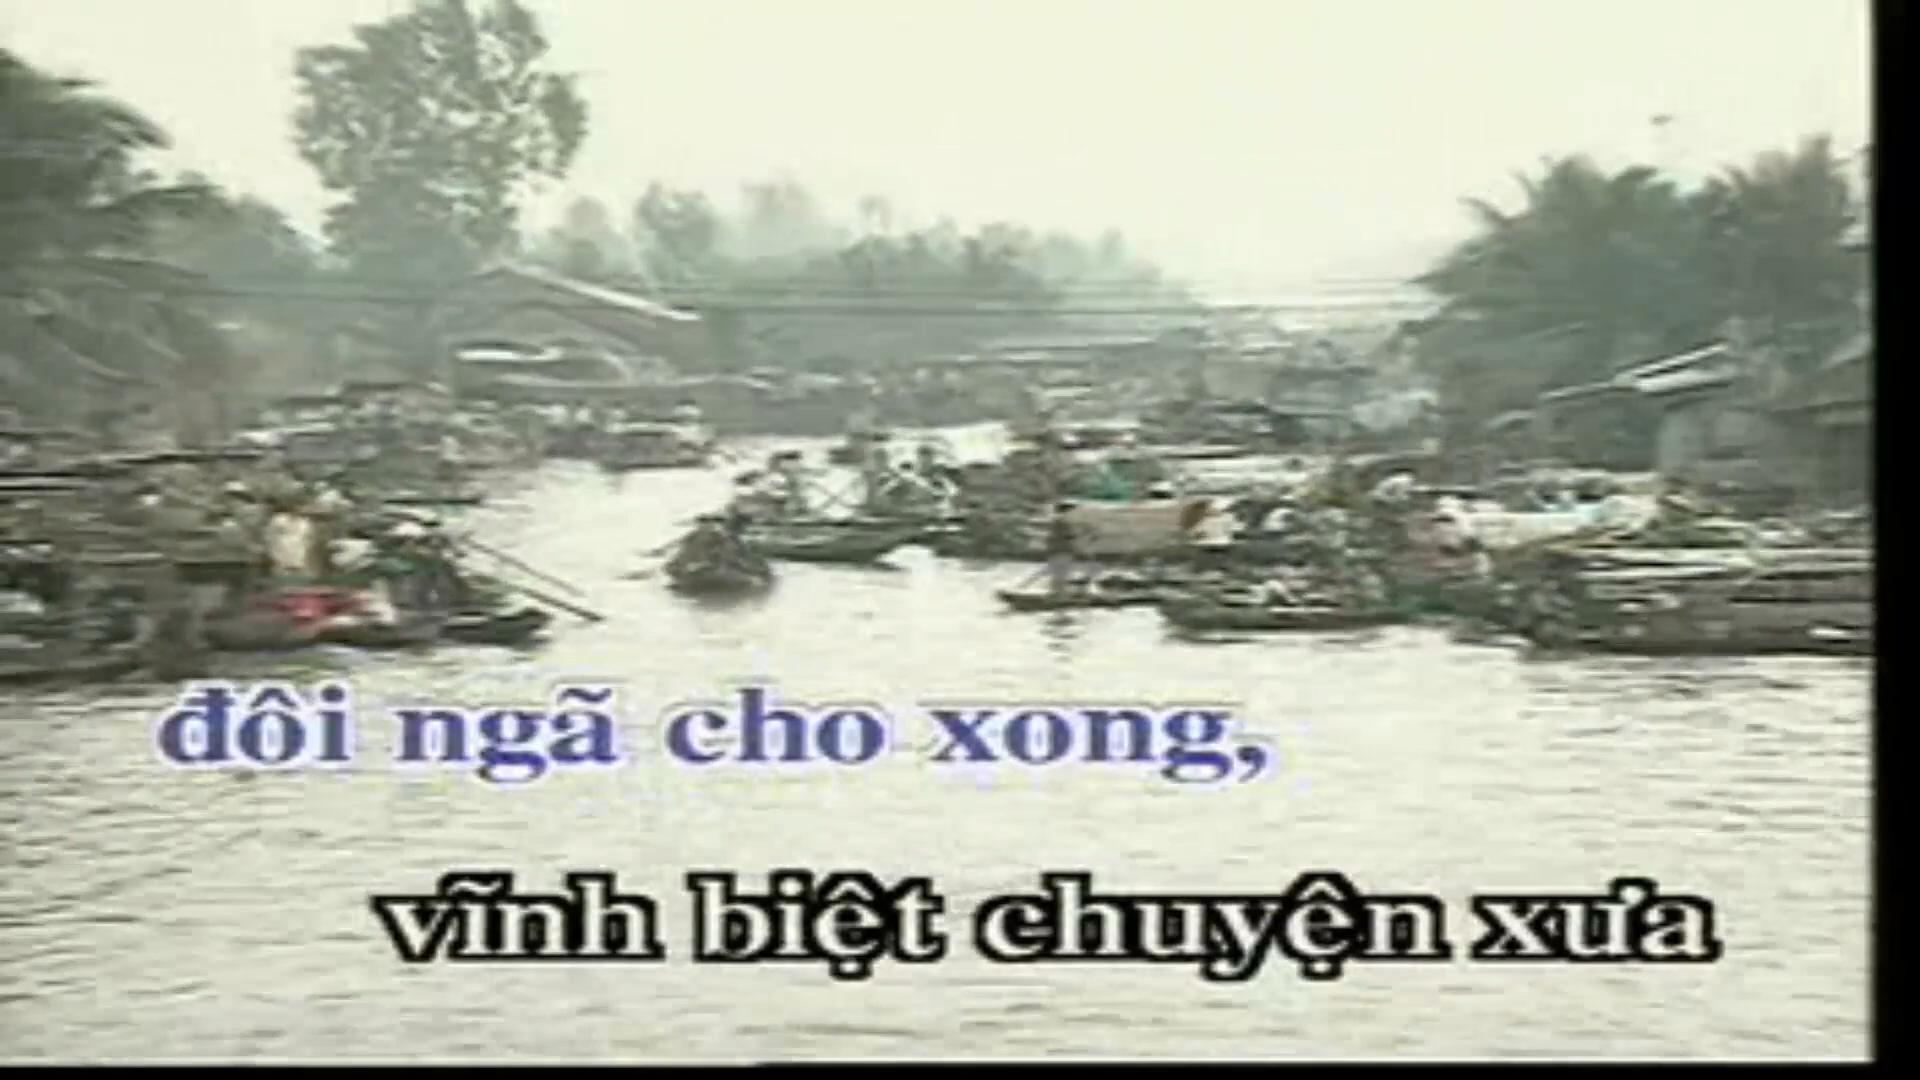 đôi ngã cho xong,
vĩnh biệt chuyện xưa